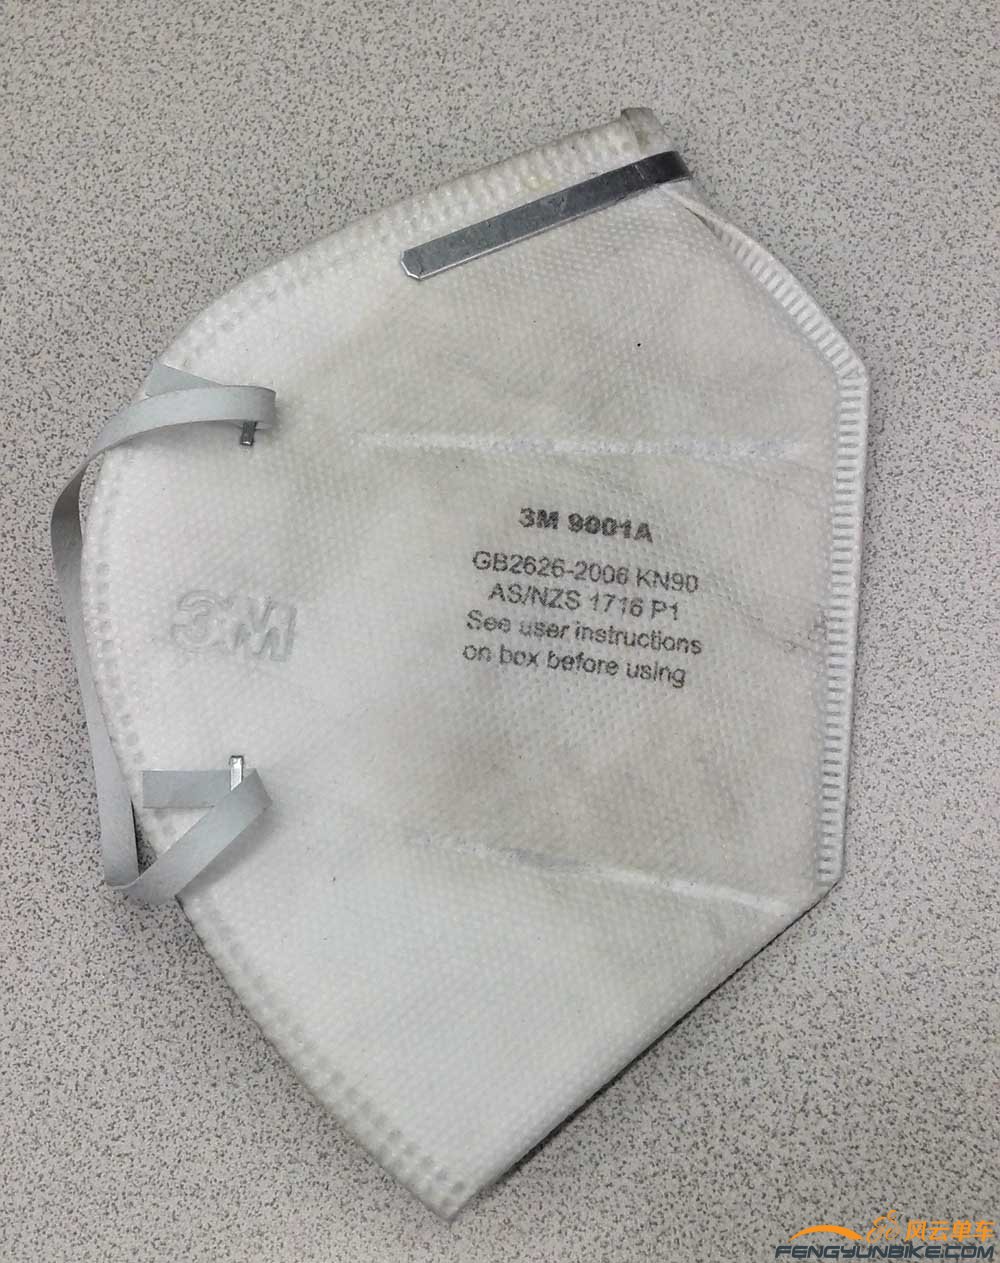 3M 9001A
GB2626-2006 KN90
AS/NZS 1716 P1
See user instructions
on box before using
3M
风云单车
FENGYUNBIKE.COM